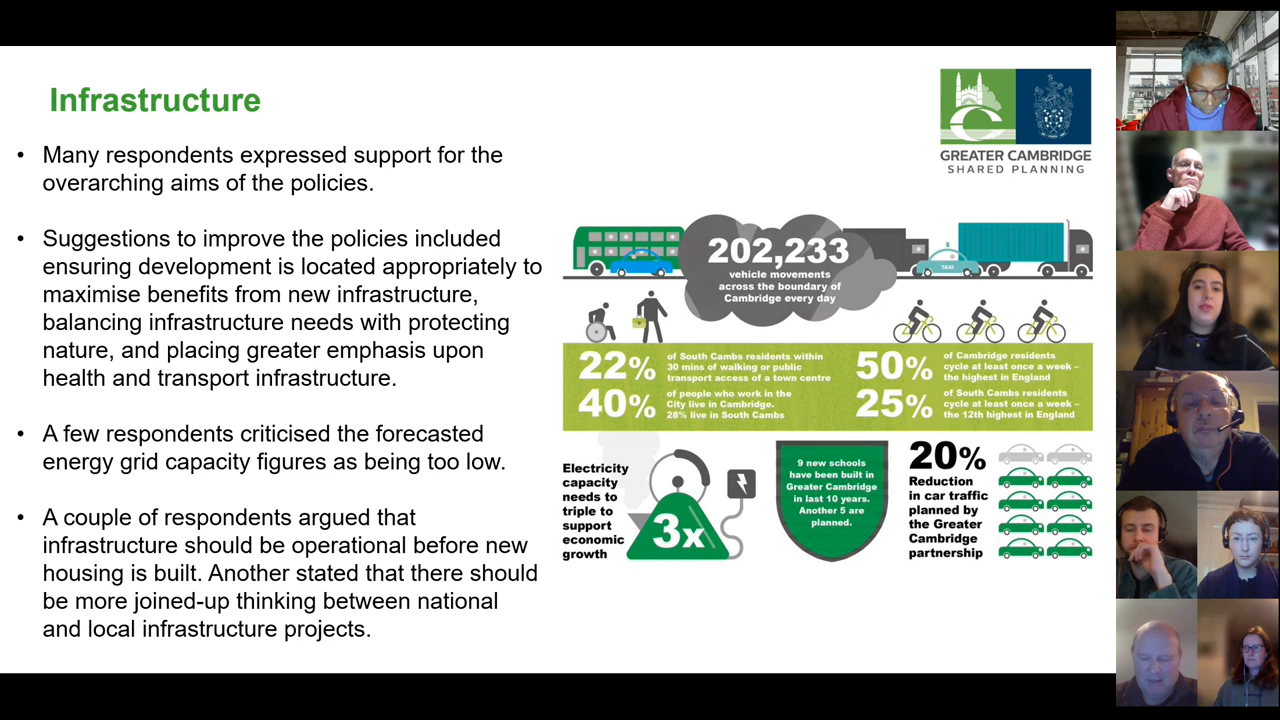 Infrastructure
• Many respondents expressed support for the
overarching aims of the policies.
• Suggestions to improve the policies included
ensuring development is located appropriately to
maximise benefits from new infrastructure,
balancing infrastructure needs with protecting
nature, and placing greater emphasis upon
health and transport infrastructure.
• A few respondents criticised the forecasted
energy grid capacity figures as being too low.
• A couple of respondents argued that
infrastructure should be operational before new
housing is built. Another stated that there should
be more joined-up thinking between national
and local infrastructure projects.
GREATER CAMBRIDGE
SHARED PLANNING
202,233
vehicle movements
across the boundary of
Cambridge every day
TAXI
22%
of South Cambs residents within
30 mins of walking or public
transport access of a town centre
40%
of people who work in the
City live in Cambridge.
28% live in South Cambs
50%
of Cambridge residents
cycle at least once a week –
the highest in England
25%
of South Cambs residents
cycle at least once a week –
the 12th highest in England
Electricity
capacity
needs to
triple to
support
economic
growth
3x
9 new schools
have been built in
Greater Cambridge
in last 10 years.
Another 5 are
planned.
20%
Reduction
in car traffic
planned by
the Greater
Cambridge
partnership